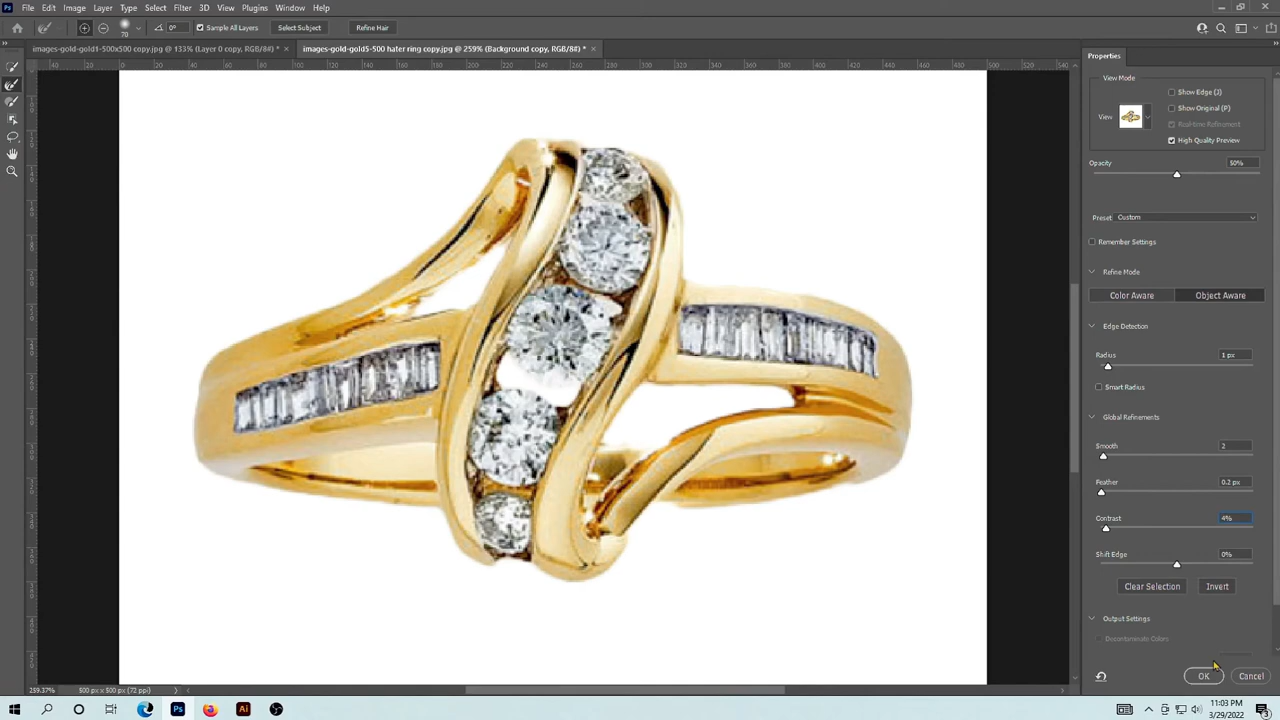 File Edit Image Layer Type Select Filter 3D View Plugins Window Help
70 0° Sample All Layers Select Subject Refine Hair
images-gold-gold1-500x500 copy.jpg @ 133% (Layer 0 copy, RGB/8#) * × images-gold-gold5-500 hater ring copy.jpg @ 259% (Background copy, RGB/8#) * ×
Properties
View Mode
Show Edge (J)
Show Original (P)
View
Real-time Refinement
High Quality Preview
Opacity 50%
Preset Custom
Remember Settings
Refine Mode
Color Aware Object Aware
Edge Detection
Radius 1 px
Smart Radius
Global Refinements
Smooth 2
Feather 0.2 px
Contrast 4%
Shift Edge 0%
Clear Selection Invert
Output Settings
Decontaminate Colors
OK Cancel
259.37% 500 px x 500 px (72 ppi)
11:03 PM
3/29/2022